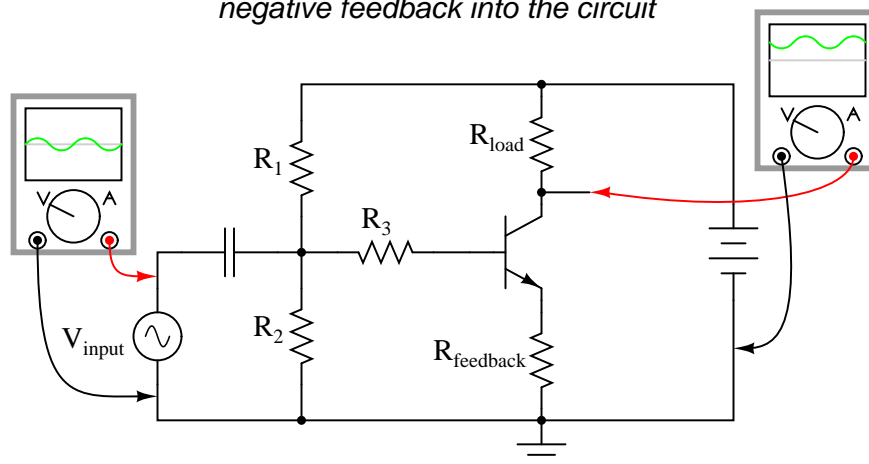 negative feedback into the circuit
V A
R1
Rload
V A
R3
R2
Vinput
Rfeedback